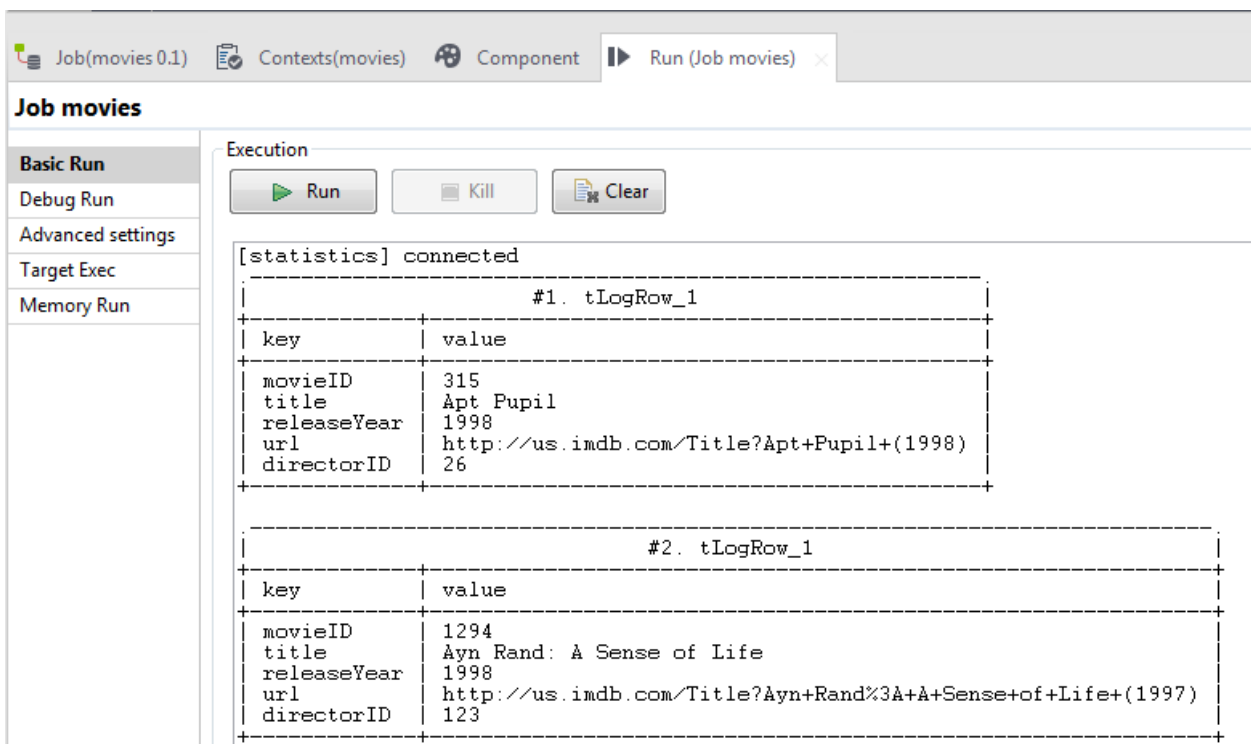 Job(movies 0.1) Contexts(movies) Component Run (Job movies)
Job movies
Basic Run
Debug Run
Advanced settings
Target Exec
Memory Run
Execution
Run Kill Clear
[statistics] connected
#1. tLogRow_1
key | value
movieID | 315
title | Apt Pupil
releaseYear | 1998
url | http://us.imdb.com/Title?Apt+Pupil+(1998)
directorID | 26
#2. tLogRow_1
key | value
movieID | 1294
title | Ayn Rand: A Sense of Life
releaseYear | 1998
url | http://us.imdb.com/Title?Ayn+Rand%3A+A+Sense+of+Life+(1997)
directorID | 123